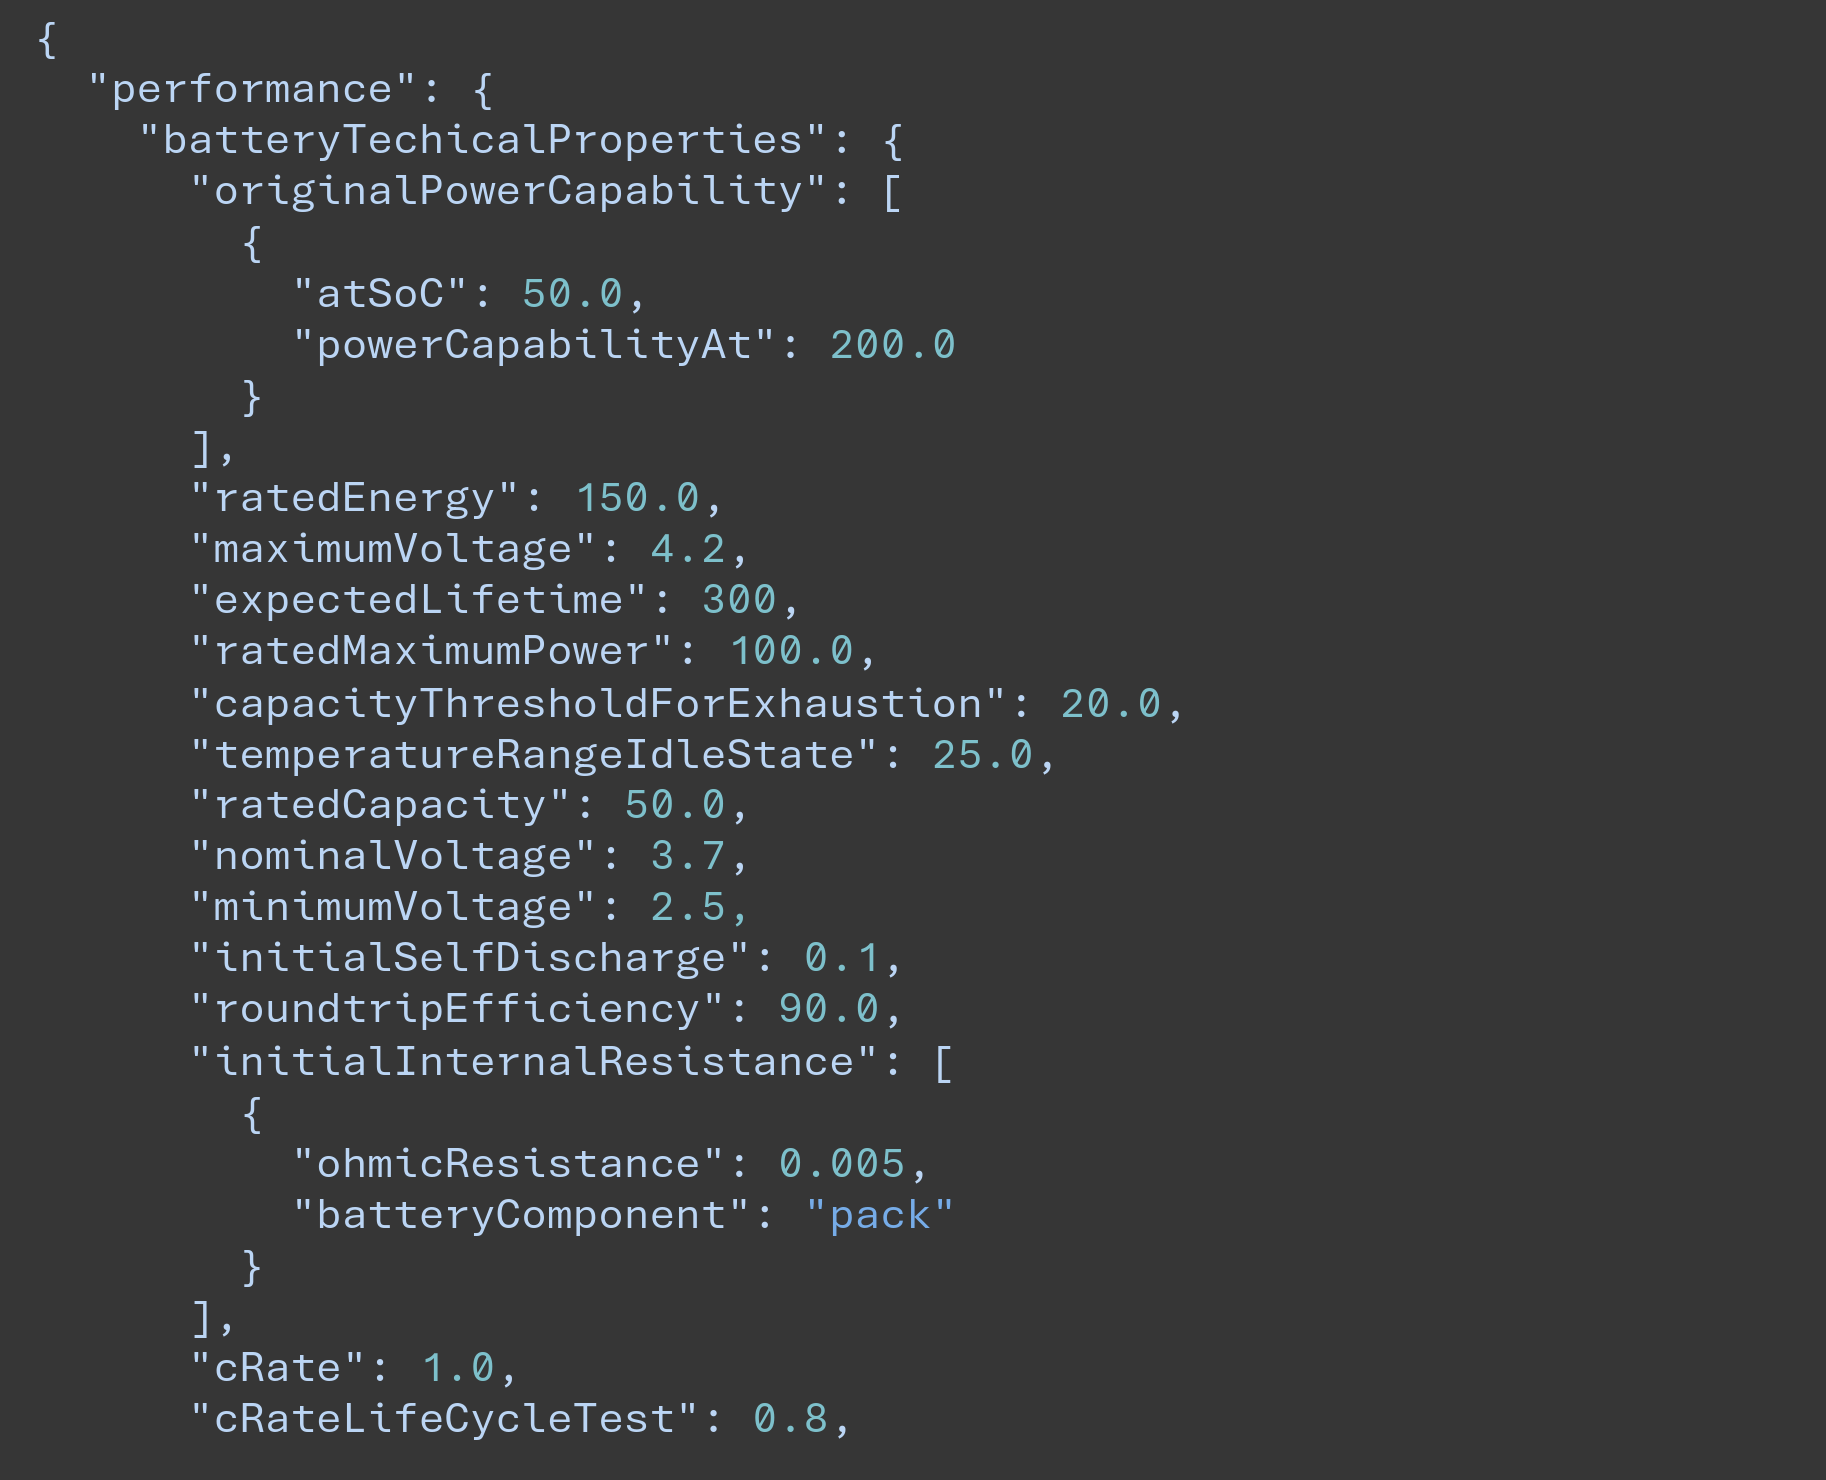 {
  "performance": {
    "batteryTechicalProperties": {
      "originalPowerCapability": [
        {
          "atSoC": 50.0,
          "powerCapabilityAt": 200.0
        }
      ],
      "ratedEnergy": 150.0,
      "maximumVoltage": 4.2,
      "expectedLifetime": 300,
      "ratedMaximumPower": 100.0,
      "capacityThresholdForExhaustion": 20.0,
      "temperatureRangeIdleState": 25.0,
      "ratedCapacity": 50.0,
      "nominalVoltage": 3.7,
      "minimumVoltage": 2.5,
      "initialSelfDischarge": 0.1,
      "roundtripEfficiency": 90.0,
      "initialInternalResistance": [
        {
          "ohmicResistance": 0.005,
          "batteryComponent": "pack"
        }
      ],
      "cRate": 1.0,
      "cRateLifeCycleTest": 0.8,